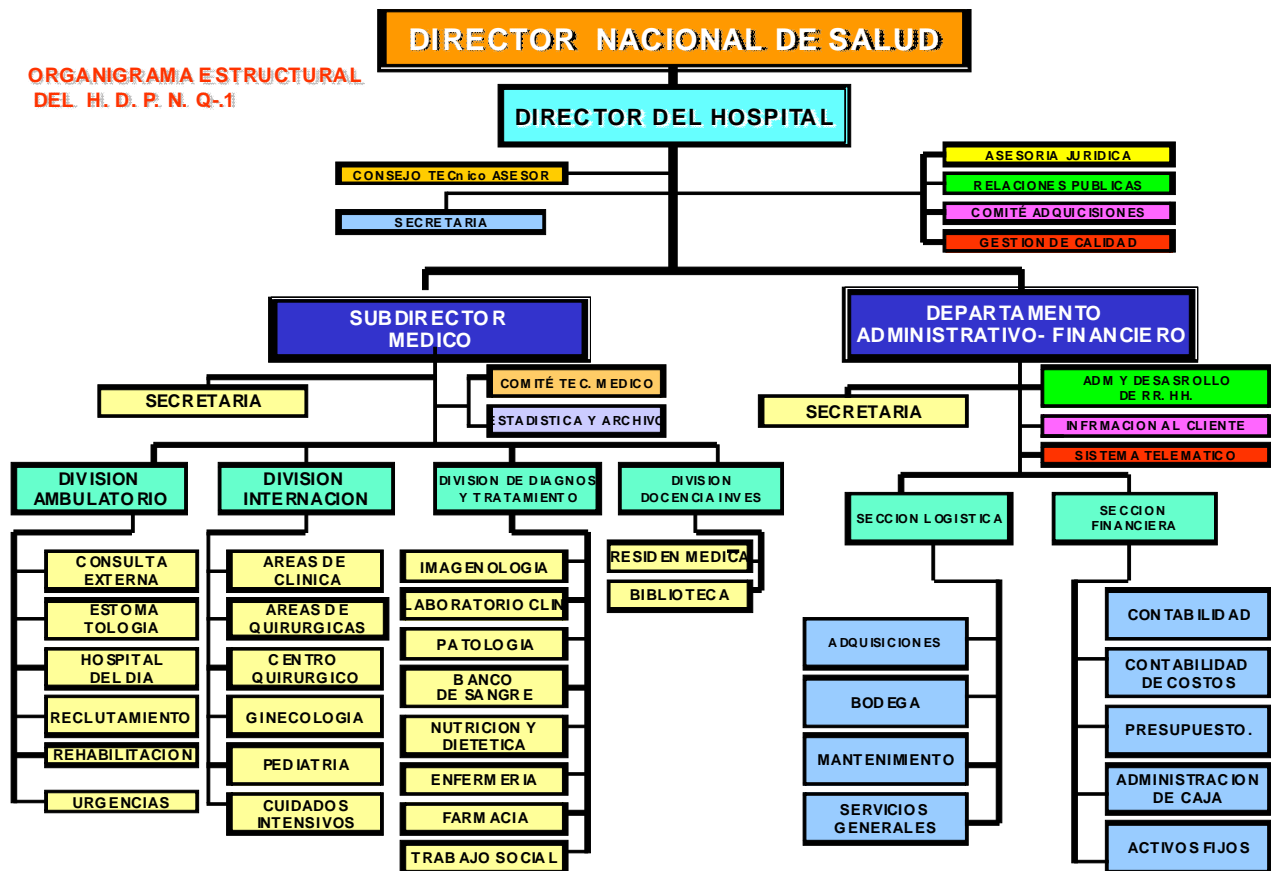 DIRECTOR NACIONAL DE SALUD
ORGANIGRAMA ESTRUCTURAL
DEL H. D. P. N. Q-.1
DIRECTOR DEL HOSPITAL
ASESORIA JURIDICA
CONSEJO TECnico ASESOR
RELACIONES PUBLICAS
SECRETARIA
COMITÉ ADQUICISIONES
GESTION DE CALIDAD
SUBDIRECTOR
MEDICO
DEPARTAMENTO
ADMINISTRATIVO- FINANCIERO
COMITÉ TEC. MEDICO
SECRETARIA
ESTADISTICA Y ARCHIVO
ADM Y DESASROLLO
DE RR. HH.
SECRETARIA
INFRMACION AL CLIENTE
SISTEMA TELEMATICO
DIVISION
AMBULATORIO
DIVISION
INTERNACION
DIVISION DE DIAGNOS
Y TRATAMIENTO
DIVISION
DOCENCIA INVES
SECCION LOGISTICA
SECCION
FINANCIERA
CONSULTA
EXTERNA
ESTOMA
TOLOGIA
HOSPITAL
DEL DIA
RECLUTAMIENTO
REHABILITACION
URGENCIAS
AREAS DE
CLINICA
AREAS DE
QUIRURGICAS
CENTRO
QUIRURGICO
GINECOLOGIA
PEDIATRIA
CUIDADOS
INTENSIVOS
IMAGENOLOGIA
LABORATORIO CLIN
PATOLOGIA
BANCO
DE SANGRE
NUTRICION Y
DIETETICA
ENFERMERIA
FARMACIA
TRABAJO SOCIAL
RESIDEN MEDICA
BIBLIOTECA
ADQUISICIONES
BODEGA
MANTENIMIENTO
SERVICIOS
GENERALES
CONTABILIDAD
CONTABILIDAD
DE COSTOS
PRESUPUESTO.
ADMINISTRACION
DE CAJA
ACTIVOS FIJOS